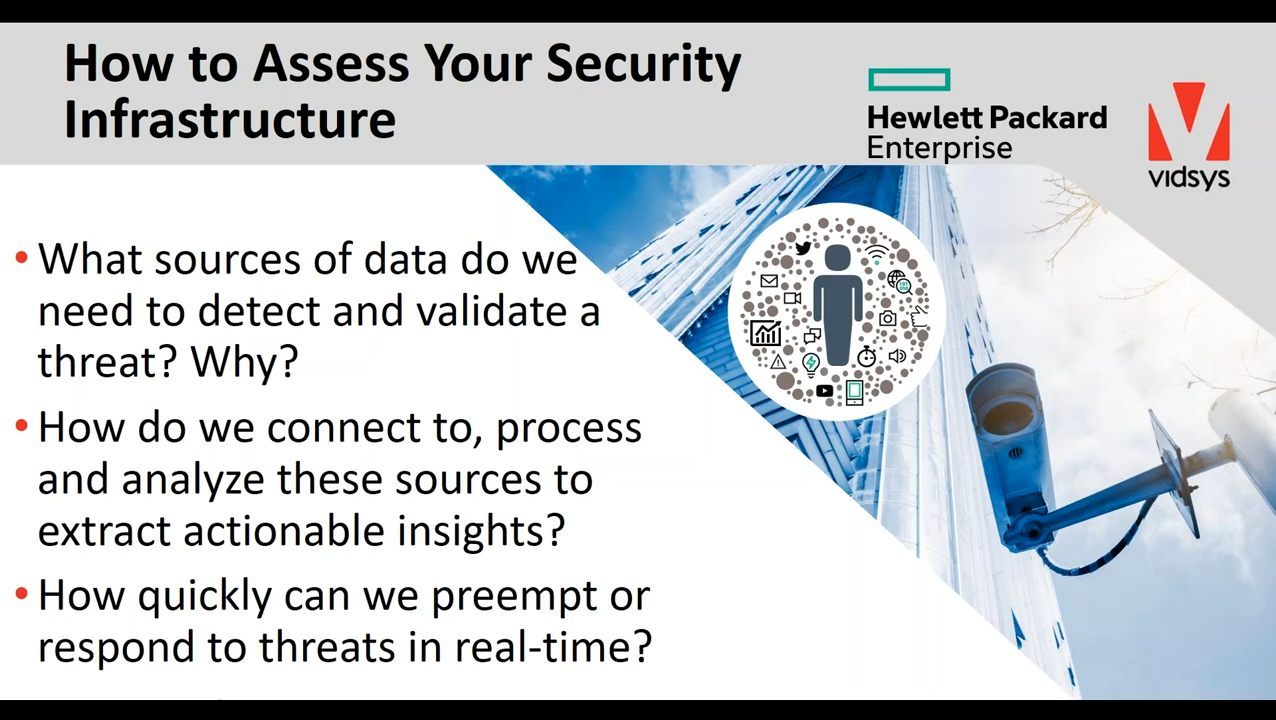 How to Assess Your Security
Infrastructure
Hewlett Packard
Enterprise
vidsys
• What sources of data do we
need to detect and validate a
threat? Why?
• How do we connect to, process
and analyze these sources to
extract actionable insights?
• How quickly can we preempt or
respond to threats in real-time?